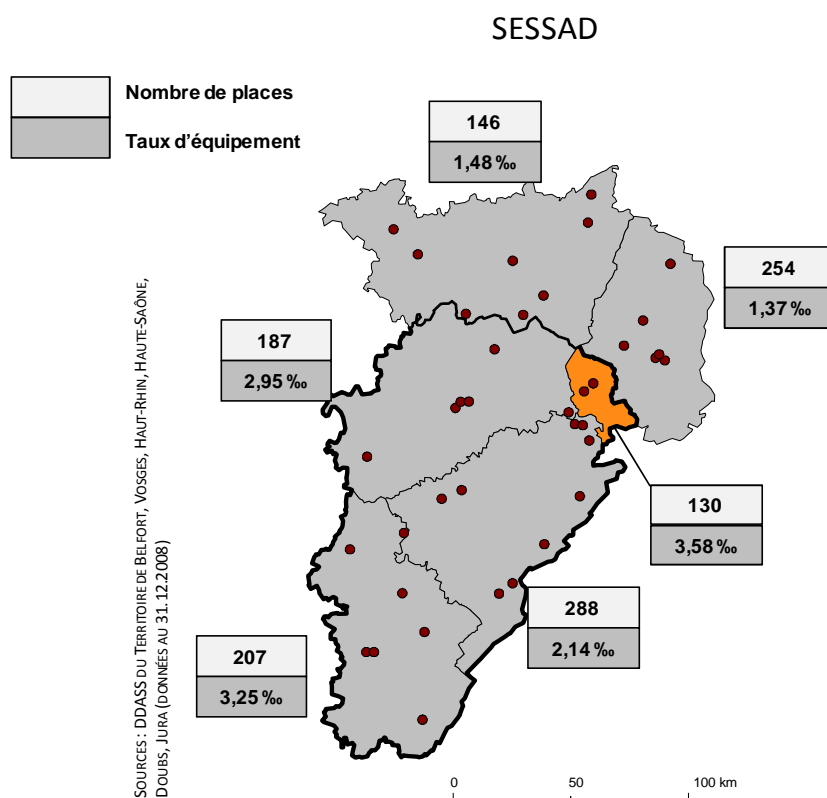 SESSAD
Nombre de places
Taux d'équipement
146
1,48 ‰
254
1,37 ‰
187
2,95 ‰
130
3,58 ‰
288
2,14 ‰
207
3,25 ‰
SOURCES : DDASS DU TERRITOIRE DE BELFORT, VOSGES, HAUT-RHIN, HAUTE-SAÔNE,
DOUBS, JURA (DONNÉES AU 31.12.2008)
0 50 100 km